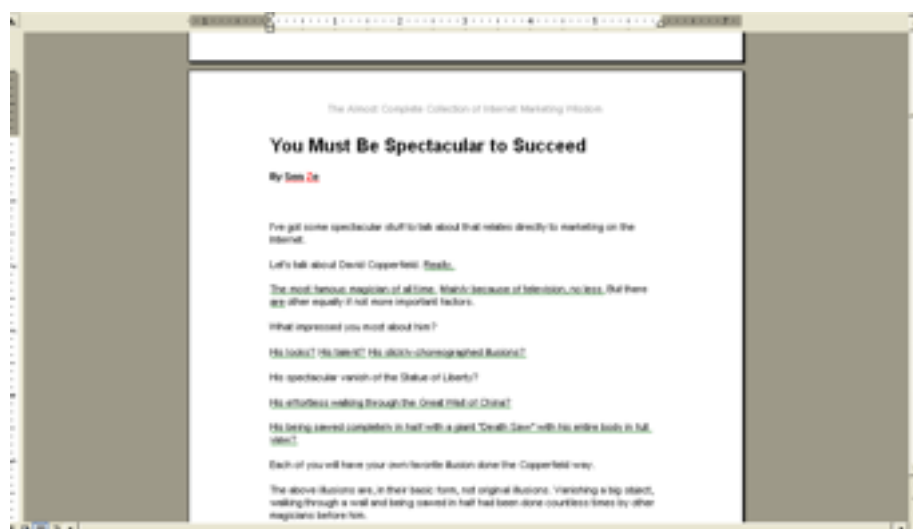 The Almost Complete Collection of Internet Marketing Wisdom
You Must Be Spectacular to Succeed
By Sam Ze
I've got some spectacular stuff to talk about that relates directly to marketing on the
Internet.
Let's talk about David Copperfield. Really.
The most famous magician of all time. Mainly because of television, no less. But there
are other equally if not more important factors.
What impressed you most about him?
His looks? His talent? His slickly-choreographed illusions?
His spectacular vanish of the Statue of Liberty?
His effortless walking through the Great Wall of China?
His being sawed completely in half with a giant "Death Saw" with his entire body in full
view?
Each of you will have your own favorite illusion done the Copperfield way.
The above illusions are, in their basic form, not original illusions. Vanishing a big object,
walking through a wall and being sawed in half had been done countless times by other
magicians before him.